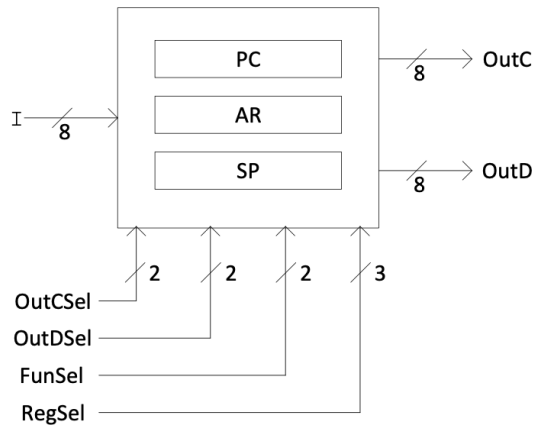 PC
OutC
8
AR
I
8
SP
OutD
8
2
2
2
3
OutCSel
OutDSel
FunSel
RegSel